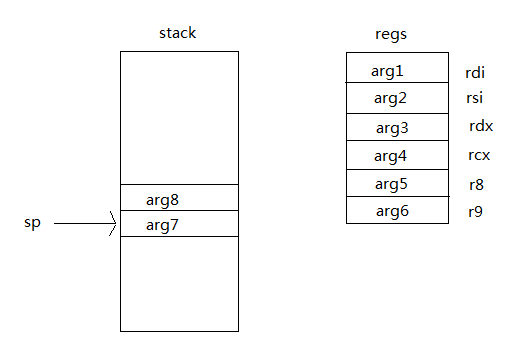 stack
regs
arg1 rdi
arg2 rsi
arg3 rdx
arg4 rcx
arg5 r8
arg6 r9
arg8
sp arg7